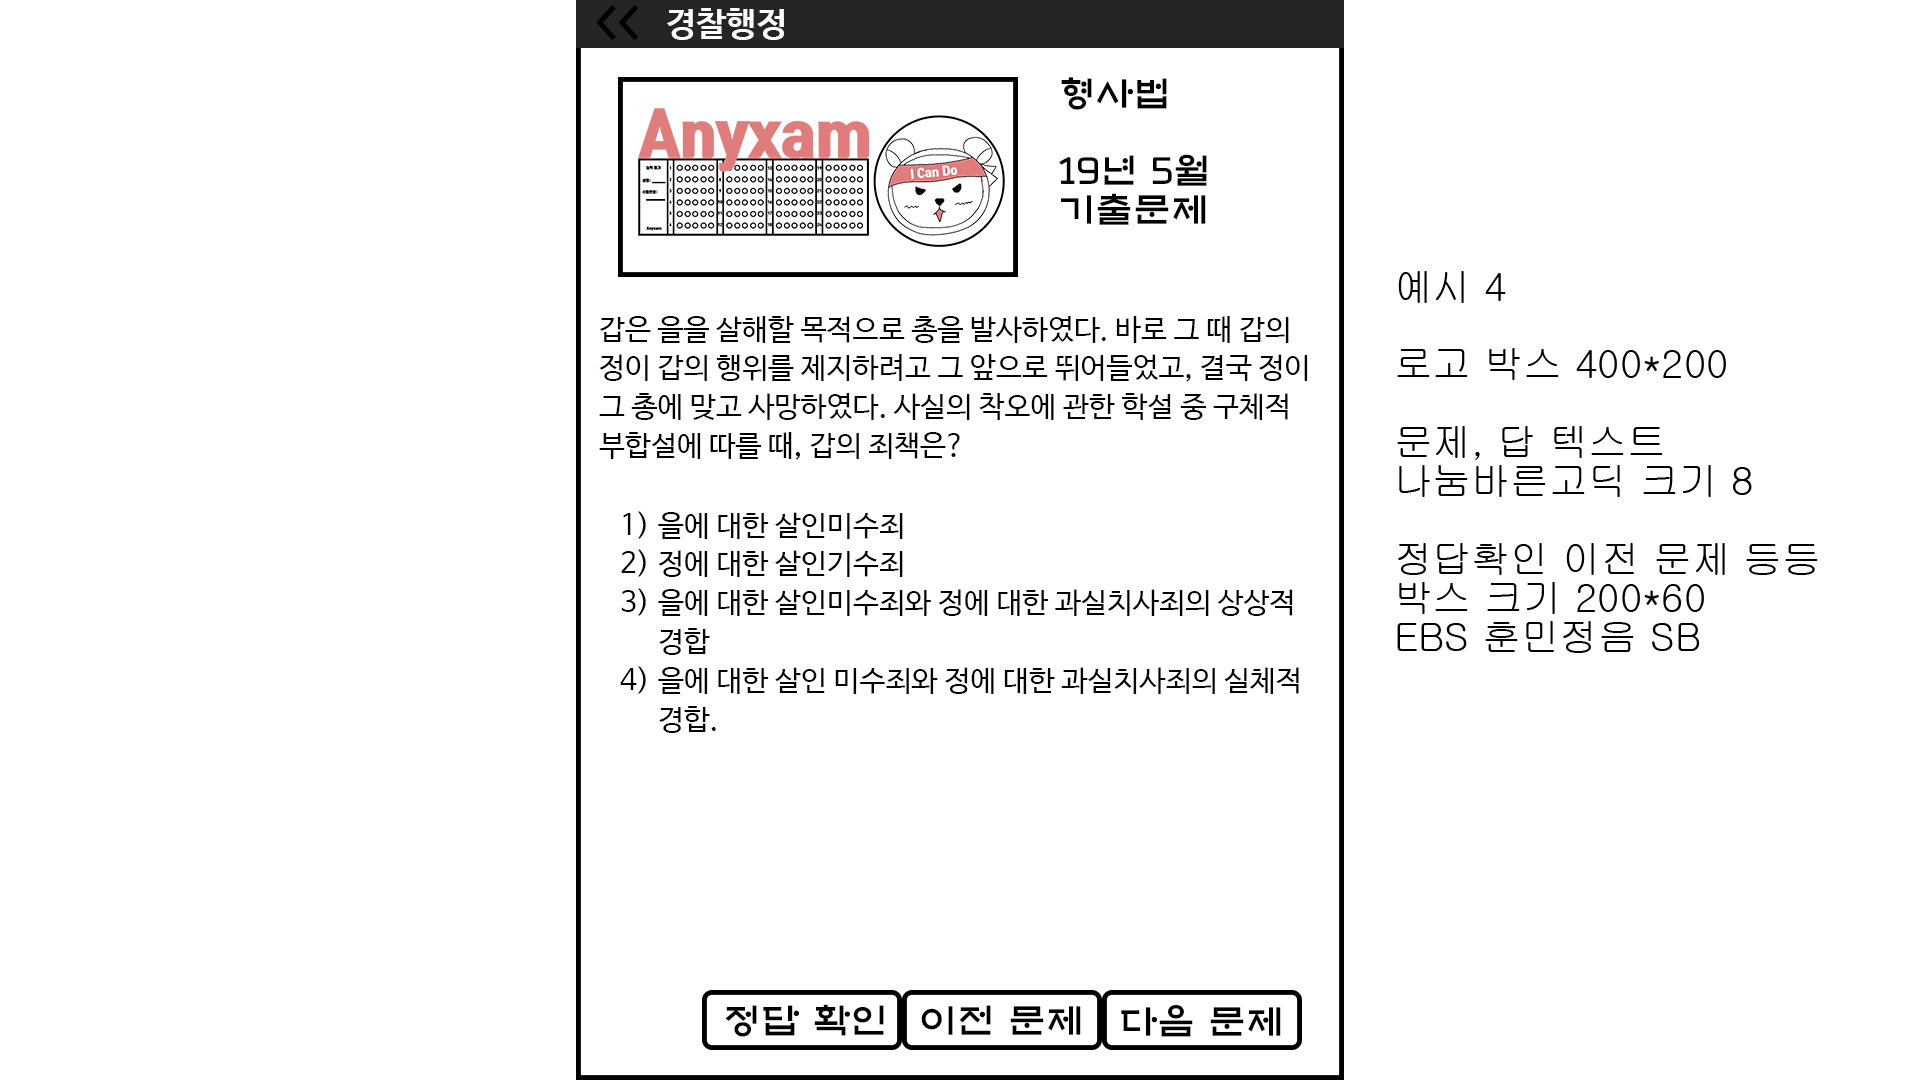 경찰행정
Anyxam
I Can Do
형사법
19년 5월
기출문제
갑은 을을 살해할 목적으로 총을 발사하였다. 바로 그 때 갑의
정이 갑의 행위를 제지하려고 그 앞으로 뛰어들었고, 결국 정이
그 총에 맞고 사망하였다. 사실의 착오에 관한 학설 중 구체적
부합설에 따를 때, 갑의 죄책은?
1) 을에 대한 살인미수죄
2) 정에 대한 살인기수죄
3) 을에 대한 살인미수죄와 정에 대한 과실치사죄의 상상적
경합
4) 을에 대한 살인 미수죄와 정에 대한 과실치사죄의 실체적
경합.
정답 확인
이전 문제
다음 문제
예시 4
로고 박스 400*200
문제, 답 텍스트
나눔바른고딕 크기 8
정답확인 이전 문제 등등
박스 크기 200*60
EBS 훈민정음 SB